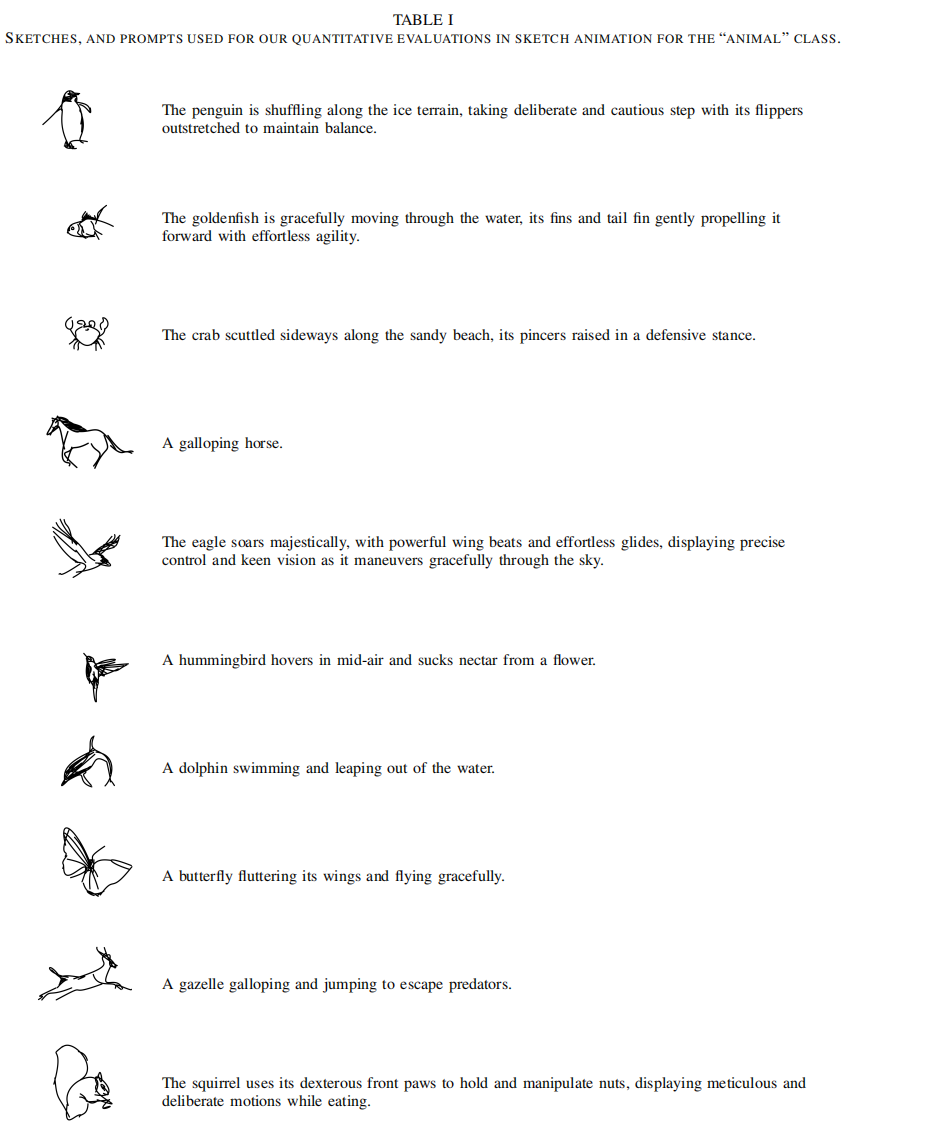 TABLE I
SKETCHES, AND PROMPTS USED FOR OUR QUANTITATIVE EVALUATIONS IN SKETCH ANIMATION FOR THE “ANIMAL” CLASS.
The penguin is shuffling along the ice terrain, taking deliberate and cautious step with its flippers
outstretched to maintain balance.
The goldenfish is gracefully moving through the water, its fins and tail fin gently propelling it
forward with effortless agility.
The crab scuttled sideways along the sandy beach, its pincers raised in a defensive stance.
A galloping horse.
The eagle soars majestically, with powerful wing beats and effortless glides, displaying precise
control and keen vision as it maneuvers gracefully through the sky.
A hummingbird hovers in mid-air and sucks nectar from a flower.
A dolphin swimming and leaping out of the water.
A butterfly fluttering its wings and flying gracefully.
A gazelle galloping and jumping to escape predators.
The squirrel uses its dexterous front paws to hold and manipulate nuts, displaying meticulous and
deliberate motions while eating.